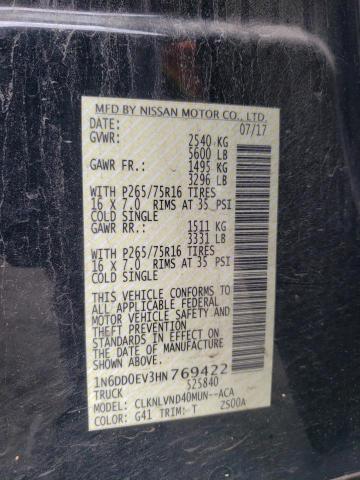 MFD BY NISSAN MOTOR CO., LTD.
DATE: 07/17
GVWR: 2540 KG
5600 LB
GAWR FR.: 1495 KG
3296 LB
WITH P265/75R16 TIRES
16 X 7.0 RIMS AT 35 PSI
COLD SINGLE
GAWR RR.: 1511 KG
3331 LB
WITH P265/75R16 TIRES
16 X 7.0 RIMS AT 35 PSI
COLD SINGLE
THIS VEHICLE CONFORMS TO
ALL APPLICABLE FEDERAL
MOTOR VEHICLE SAFETY
AND THEFT PREVENTION
STANDARDS IN EFFECT ON
THE DATE OF MANUFACTURE
SHOWN ABOVE.
1N6DD0EV3HN769422
TRUCK 525840
MODEL: CLKNLVND40MUN--ACA
COLOR: G41 TRIM: T ZS00A